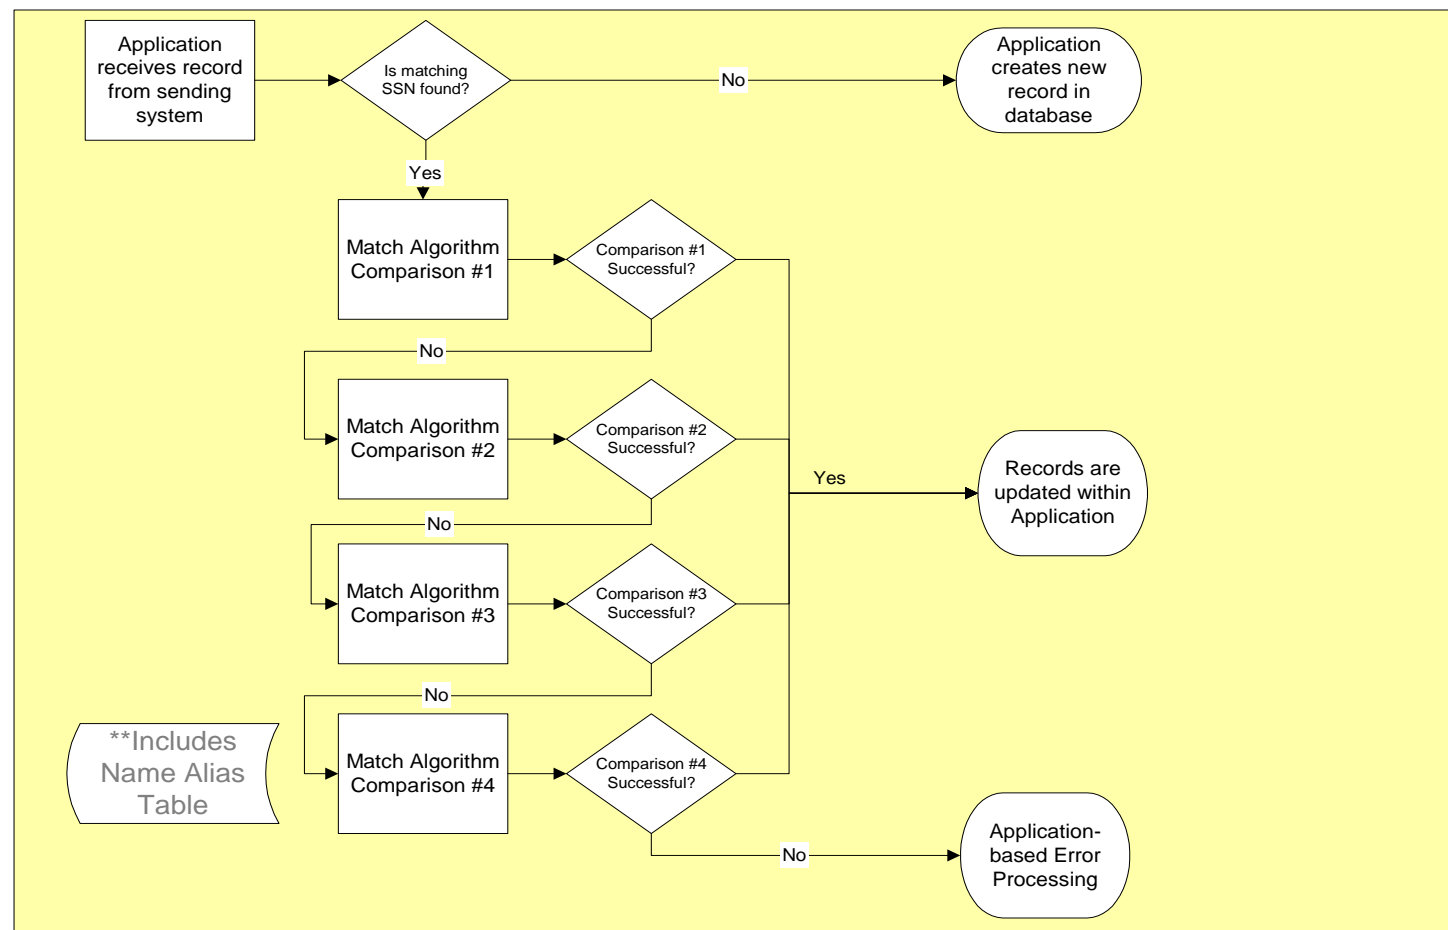 Application
receives record
from sending
system
Is matching
SSN found?
No
Application
creates new
record in
database
Yes
Match Algorithm
Comparison #1
Comparison #1
Successful?
No
Match Algorithm
Comparison #2
Comparison #2
Successful?
Yes
Records are
updated within
Application
No
Match Algorithm
Comparison #3
Comparison #3
Successful?
No
**Includes
Name Alias
Table
Match Algorithm
Comparison #4
Comparison #4
Successful?
No
Application-
based Error
Processing